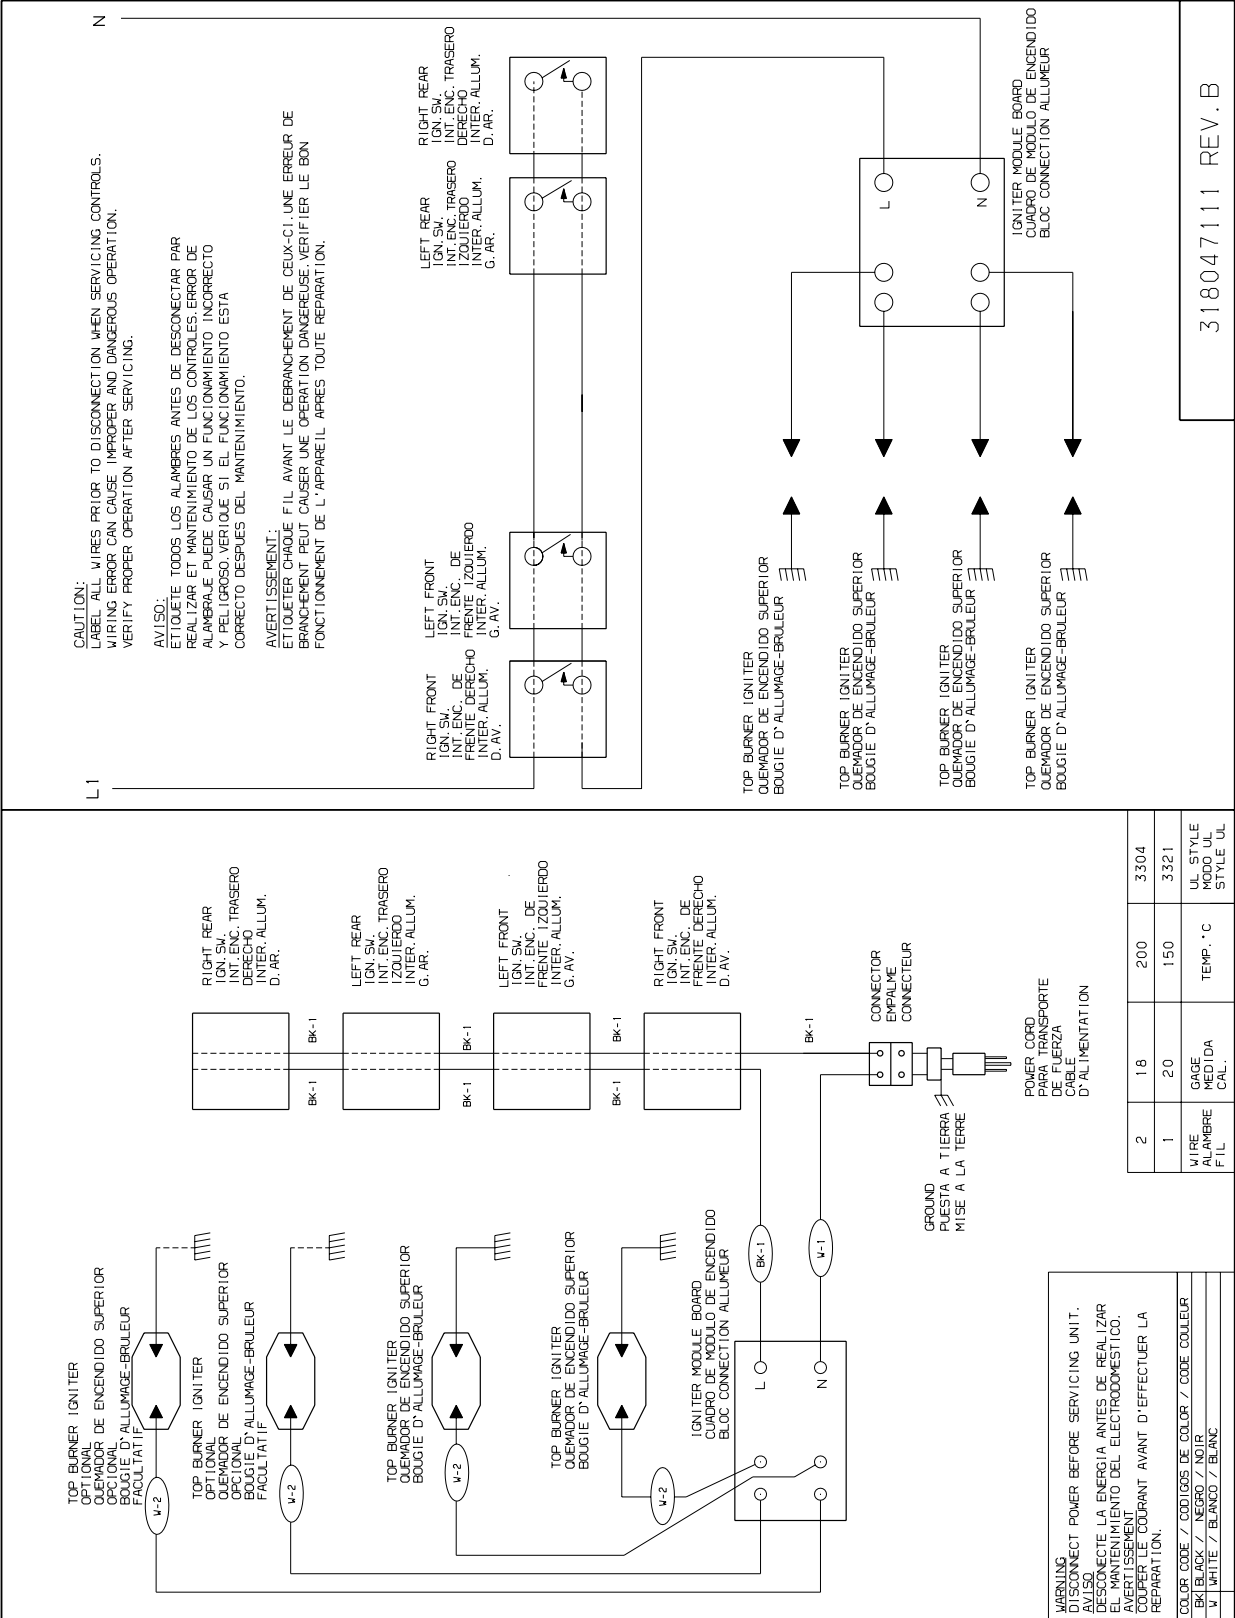 TOP BURNER IGNITER
OPTIONAL
QUEMADOR DE ENCENDIDO SUPERIOR
OPCIONAL
BOUGIE D`ALLUMAGE-BRULEUR
FACULTATIF
W-2
TOP BURNER IGNITER
OPTIONAL
QUEMADOR DE ENCENDIDO SUPERIOR
OPCIONAL
BOUGIE D`ALLUMAGE-BRULEUR
FACULTATIF
W-2
TOP BURNER IGNITER
QUEMADOR DE ENCENDIDO SUPERIOR
BOUGIE D`ALLUMAGE-BRULEUR
W-2
TOP BURNER IGNITER
QUEMADOR DE ENCENDIDO SUPERIOR
BOUGIE D`ALLUMAGE-BRULEUR
W-2
IGNITER MODULE BOARD
CUADRO DE MODULO DE ENCENDIDO
BLOC CONNECTION ALLUMEUR
L
N
BK-1
W-1
RIGHT REAR
IGN. SW.
INT. ENC. TRASERO
DERECHO
INTER. ALLUM.
D. AR.
BK-1
BK-1
LEFT REAR
IGN. SW.
INT. ENC. TRASERO
IZQUIERDO
INTER. ALLUM.
G. AR.
BK-1
BK-1
LEFT FRONT
IGN. SW.
INT. ENC. DE
FRENTE IZQUIERDO
INTER. ALLUM.
G. AV.
BK-1
BK-1
RIGHT FRONT
IGN. SW.
INT. ENC. DE
FRENTE DERECHO
INTER. ALLUM.
D. AV.
BK-1
CONNECTOR
EMPALME
CONNECTEUR
GROUND
PUESTA A TIERRA
MISE A LA TERRE
POWER CORD
PARA TRANSPORTE
DE FUERZA
CABLE
D`ALIMENTATION
WARNING
DISCONNECT POWER BEFORE SERVICING UNIT.
AVISO
DESCONECTE LA ENERGIA ANTES DE REALIZAR
EL MANTENIMIENTO DEL ELECTRODOMESTICO.
AVERTISSEMENT
COUPER LE COURANT AVANT D'EFFECTUER LA
REPARATION.
COLOR CODE / CODIGOS DE COLOR / CODE COULEUR
BK BLACK / NEGRO / NOIR
W WHITE / BLANCO / BLANC
2 18 200 3304
1 20 150 3321
WIRE
ALAMBRE
FIL
GAGE
MEDIDA
CAL.
TEMP. °C
UL STYLE
MODO UL
STYLE UL
L1
N
CAUTION:
LABEL ALL WIRES PRIOR TO DISCONNECTION WHEN SERVICING CONTROLS.
WIRING ERROR CAN CAUSE IMPROPER AND DANGEROUS OPERATION.
VERIFY PROPER OPERATION AFTER SERVICING.
AVISO:
ETIQUETE TODOS LOS ALAMBRES ANTES DE DESCONECTAR PAR
REALIZAR ET MANTENIMIENTO DE LOS CONTROLES. ERROR DE
ALAMBRAJE PUEDE CAUSAR UN FUNCIONAMIENTO INCORRECTO
Y PELIGROSO. VERIQUE SI EL FUNCIONAMIENTO ESTA
CORRECTO DESPUES DEL MANTENIMIENTO.
AVERTISSEMENT:
ETIQUETER CHAQUE FIL AVANT LE DEBRANCHEMENT DE CEUX-CI. UNE ERREUR DE
BRANCHEMENT PEUT CAUSER UNE OPERATION DANGEREUSE. VERIFIER LE BON
FONCTIONNEMENT DE L'APPAREIL APRES TOUTE REPARATION.
RIGHT FRONT
IGN. SW.
INT. ENC. DE
FRENTE DERECHO
INTER. ALLUM.
D. AV.
LEFT FRONT
IGN. SW.
INT. ENC. DE
FRENTE IZQUIERDO
INTER. ALLUM.
G. AV.
LEFT REAR
IGN. SW.
INT. ENC. TRASERO
IZQUIERDO
INTER. ALLUM.
G. AR.
RIGHT REAR
IGN. SW.
INT. ENC. TRASERO
DERECHO
INTER. ALLUM.
D. AR.
TOP BURNER IGNITER
QUEMADOR DE ENCENDIDO SUPERIOR
BOUGIE D`ALLUMAGE-BRULEUR
TOP BURNER IGNITER
QUEMADOR DE ENCENDIDO SUPERIOR
BOUGIE D`ALLUMAGE-BRULEUR
TOP BURNER IGNITER
QUEMADOR DE ENCENDIDO SUPERIOR
BOUGIE D`ALLUMAGE-BRULEUR
TOP BURNER IGNITER
QUEMADOR DE ENCENDIDO SUPERIOR
BOUGIE D`ALLUMAGE-BRULEUR
L
N
IGNITER MODULE BOARD
CUADRO DE MODULO DE ENCENDIDO
BLOC CONNECTION ALLUMEUR
318047111 REV. B